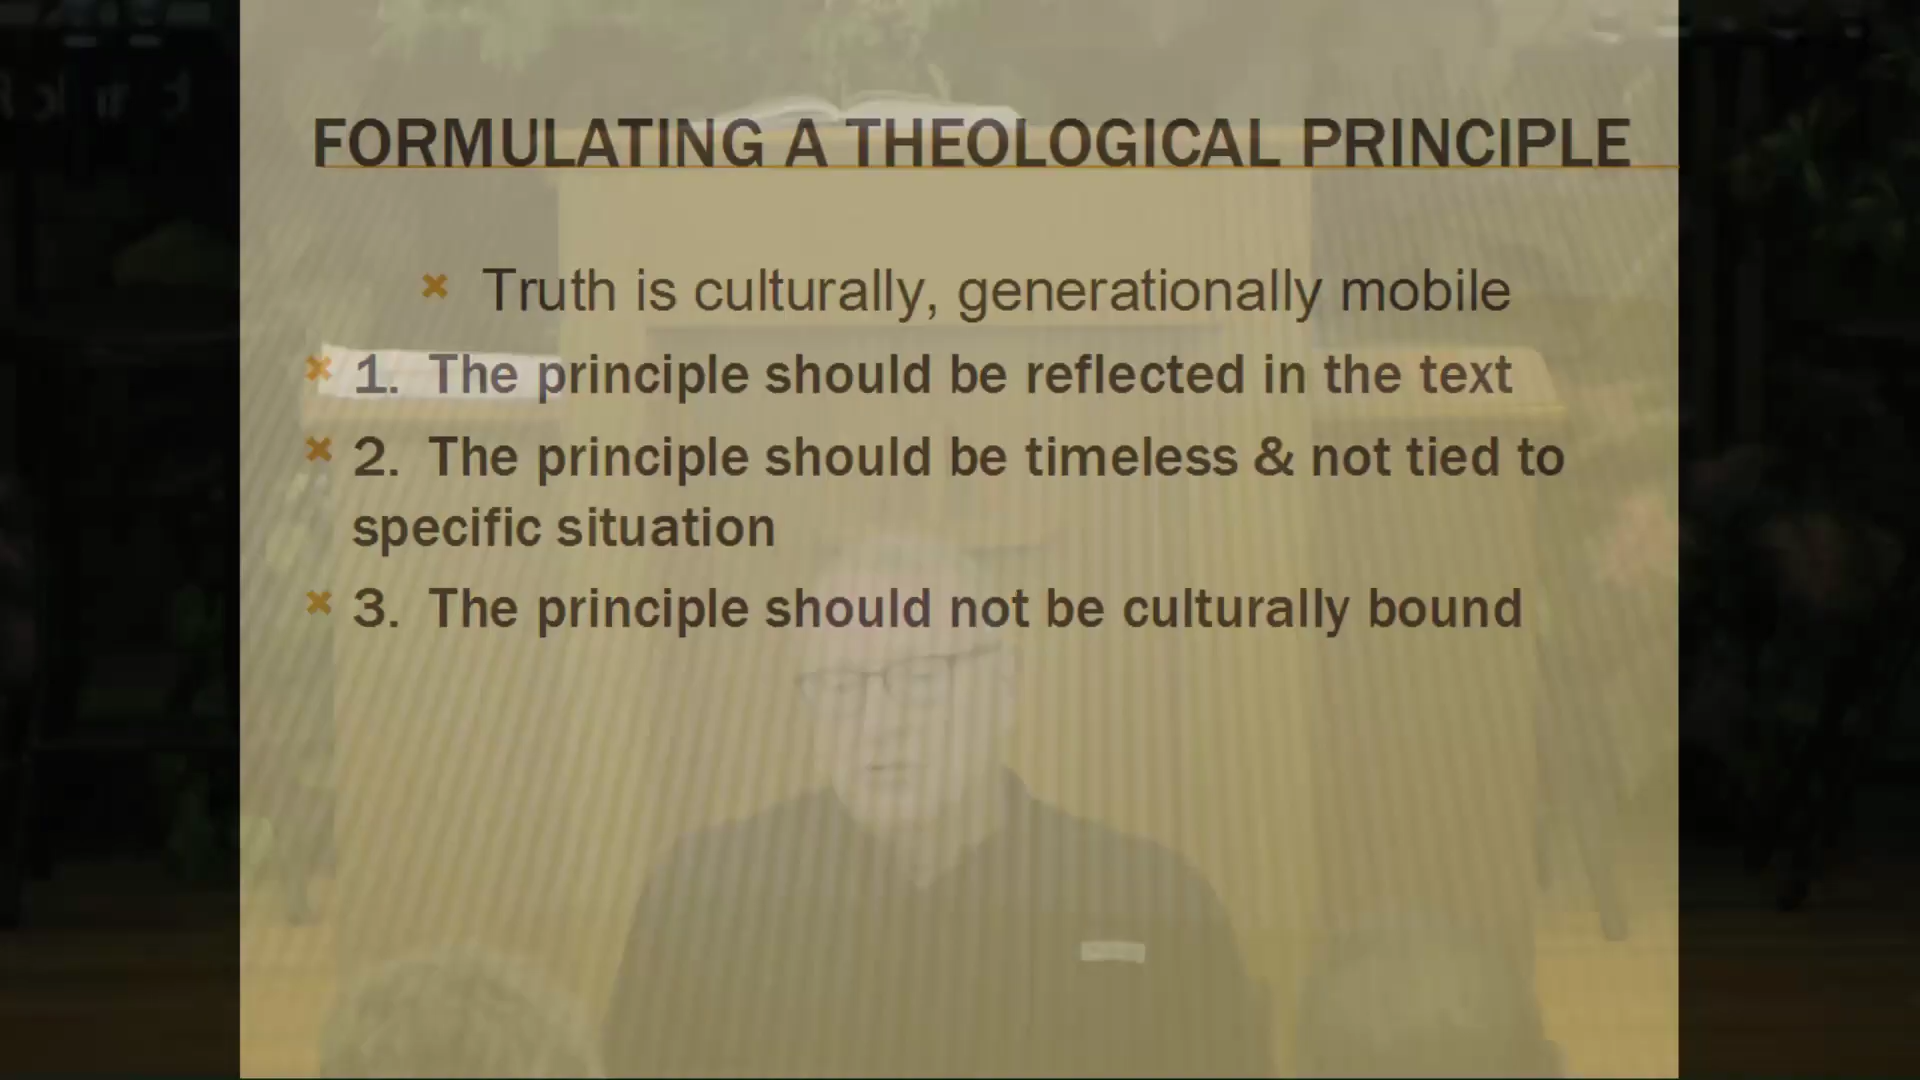 FORMULATING A THEOLOGICAL PRINCIPLE
Truth is culturally, generationally mobile
1. The principle should be reflected in the text
2. The principle should be timeless & not tied to
specific situation
3. The principle should not be culturally bound